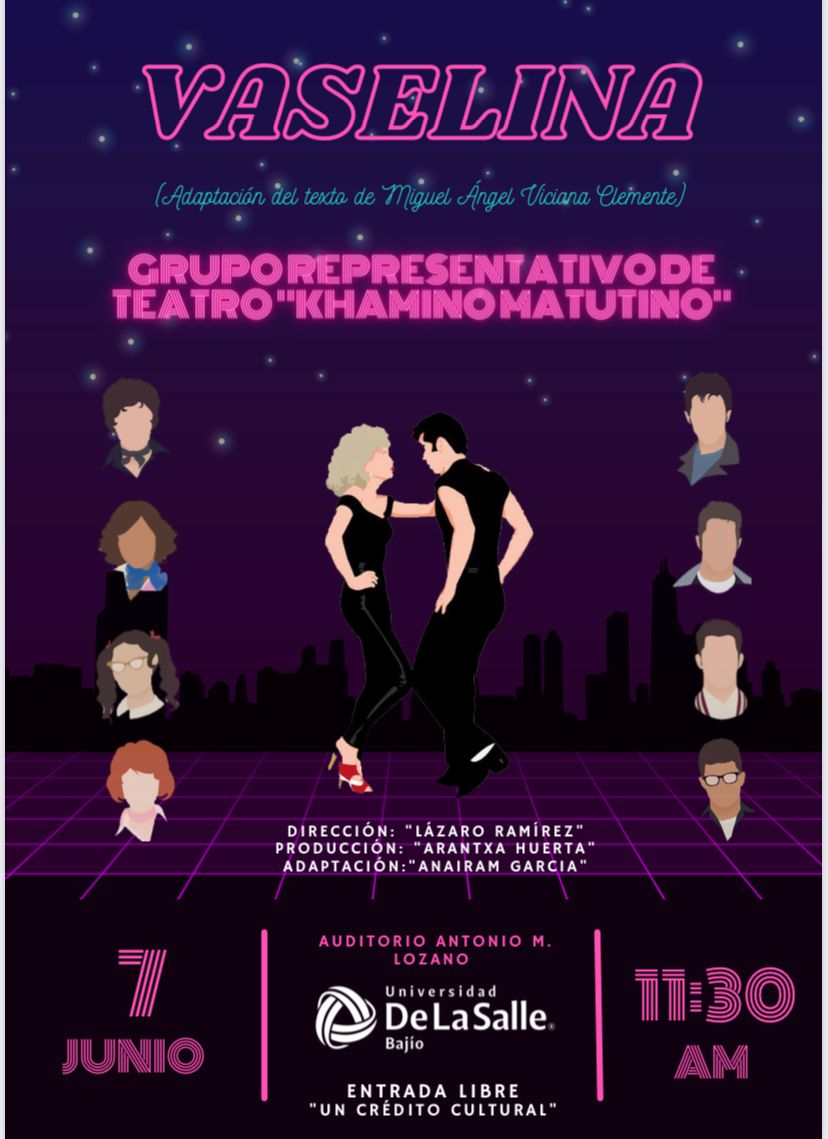 VASELINA
(Adaptación del texto de Miguel Ángel Viciana Clemente)
GRUPO REPRESENTATIVO DE
TEATRO "KHAMINO MATUTINO"
DIRECCIÓN: "LÁZARO RAMÍREZ"
PRODUCCIÓN: "ARANTXA HUERTA"
ADAPTACIÓN:"ANAIRAM GARCIA"
7
JUNIO
AUDITORIO ANTONIO M.
LOZANO
Universidad
DeLaSalle®
Bajío
ENTRADA LIBRE
"UN CRÉDITO CULTURAL"
11:30
AM